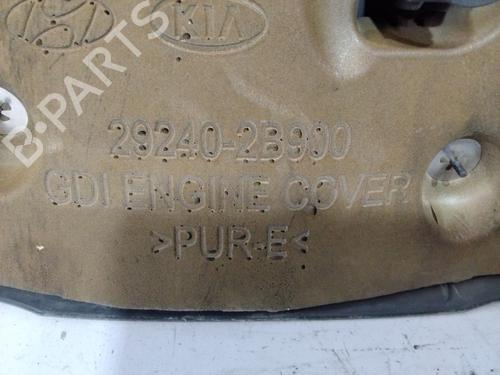 B-PARTS
KIA
29240-2B900
GDI ENGINE COVER
>PUR-E<